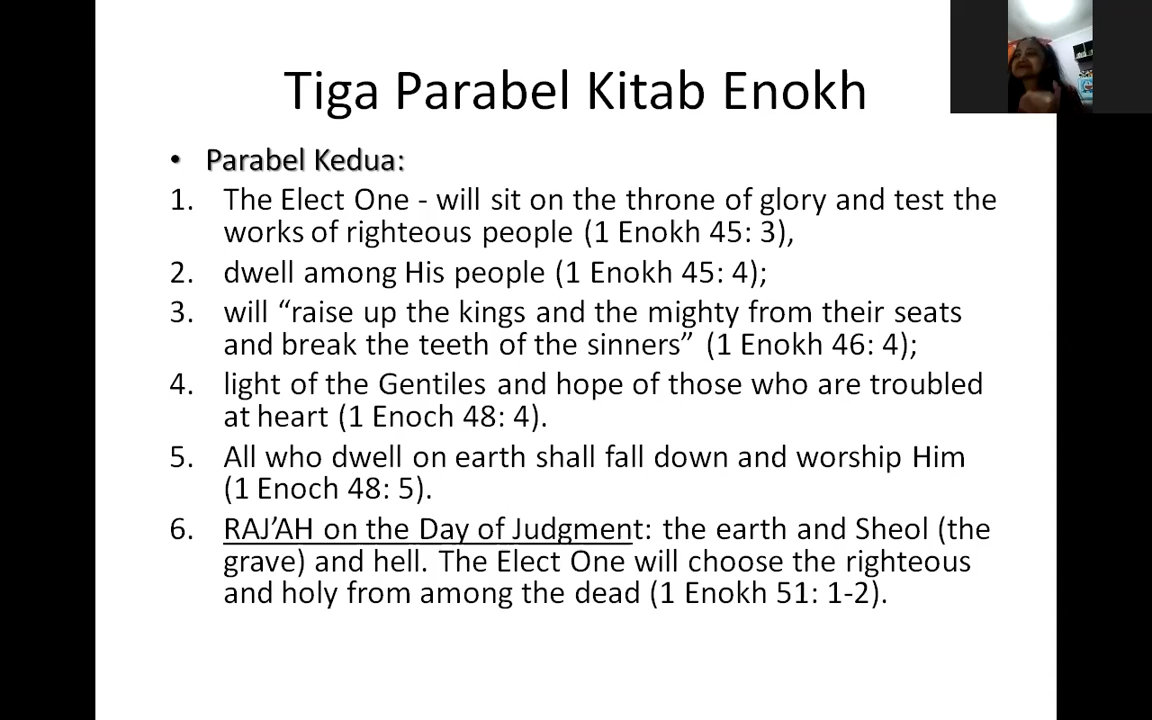 Tiga Parabel Kitab Enokh
• Parabel Kedua:
1. The Elect One - will sit on the throne of glory and test the
works of righteous people (1 Enokh 45: 3),
2. dwell among His people (1 Enokh 45: 4);
3. will “raise up the kings and the mighty from their seats
and break the teeth of the sinners” (1 Enokh 46: 4);
4. light of the Gentiles and hope of those who are troubled
at heart (1 Enoch 48: 4).
5. All who dwell on earth shall fall down and worship Him
(1 Enoch 48: 5).
6. RAJ’AH on the Day of Judgment: the earth and Sheol (the
grave) and hell. The Elect One will choose the righteous
and holy from among the dead (1 Enokh 51: 1-2).